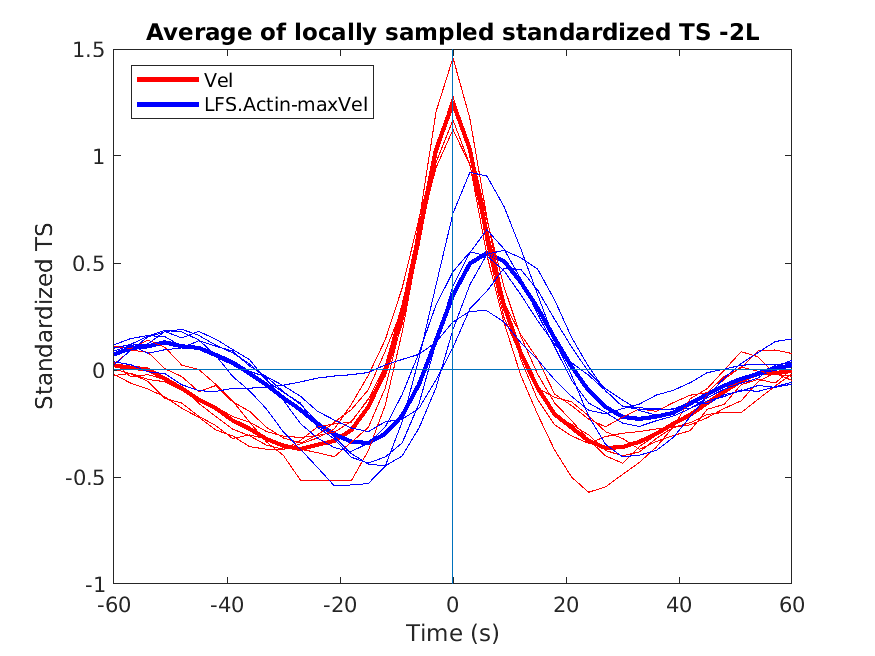 Average of locally sampled standardized TS -2L
1.5
Vel
LFS.Actin-maxVel
1
0.5
0
-0.5
-1
Standardized TS
-60 -40 -20 0 20 40 60
Time (s)